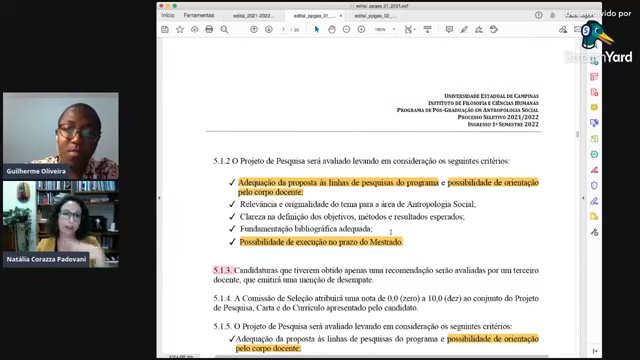 edital_ppges_01_2021.pdf
Início Ferramentas edital_2021-2022... edital_ppges_01_... × edital_ppges_02_...
7 / 25
Desenvolvido por
StreamYard
UNIVERSIDADE ESTADUAL DE CAMPINAS
INSTITUTO DE FILOSOFIA E CIÊNCIAS HUMANAS
PROGRAMA DE PÓS-GRADUAÇÃO EM ANTROPOLOGIA SOCIAL
PROCESSO SELETIVO 2021/2022
INGRESSO 1º SEMESTRE 2022
5.1.2 O Projeto de Pesquisa será avaliado levando em consideração os seguintes critérios:
✓ Adequação da proposta às linhas de pesquisas do programa e possibilidade de orientação
pelo corpo docente;
✓ Relevância e originalidade do tema para a área de Antropologia Social;
✓ Clareza na definição dos objetivos, métodos e resultados esperados;
✓ Fundamentação bibliográfica adequada;
✓ Possibilidade de execução no prazo do Mestrado.
5.1.3. Candidaturas que tiverem obtido apenas uma recomendação serão avaliadas por um terceiro
docente, que emitirá uma menção de desempate.
5.1.4. A Comissão de Seleção atribuirá uma nota de 0,0 (zero) a 10,0 (dez) ao conjunto do Projeto
de Pesquisa, Carta e do Currículo apresentado pelo candidato.
5.1.5. O Projeto de Pesquisa será avaliado levando em consideração os seguintes critérios:
✓Adequação da proposta às linhas de pesquisas do programa e possibilidade de orientação
pelo corpo docente;
Guilherme Oliveira
Natália Corazza Padovani